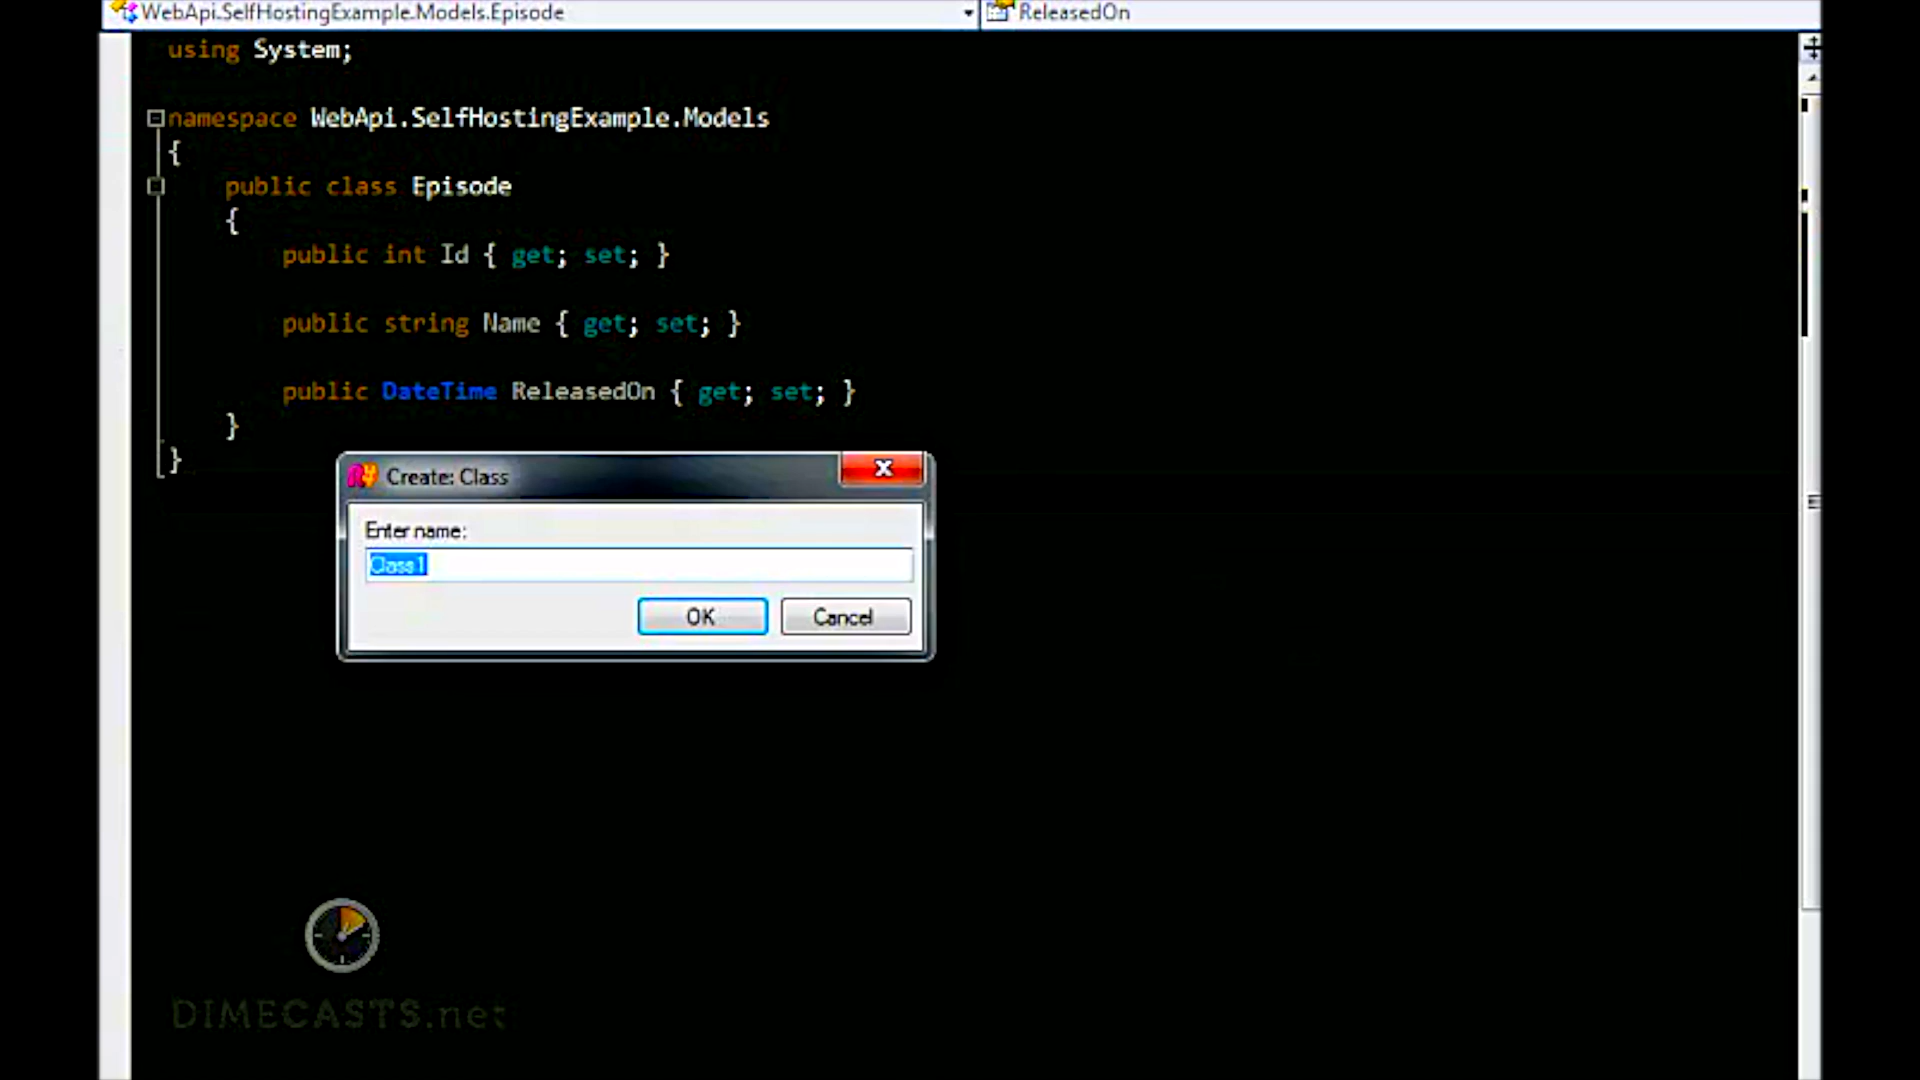 WebApi.SelfHostingExample.Models.Episode
ReleasedOn
using System;
namespace WebApi.SelfHostingExample.Models
{
public class Episode
{
public int Id { get; set; }
public string Name { get; set; }
public DateTime ReleasedOn { get; set; }
}
}
Create: Class
Enter name:
Class1
OK Cancel
DIMECASTS.net